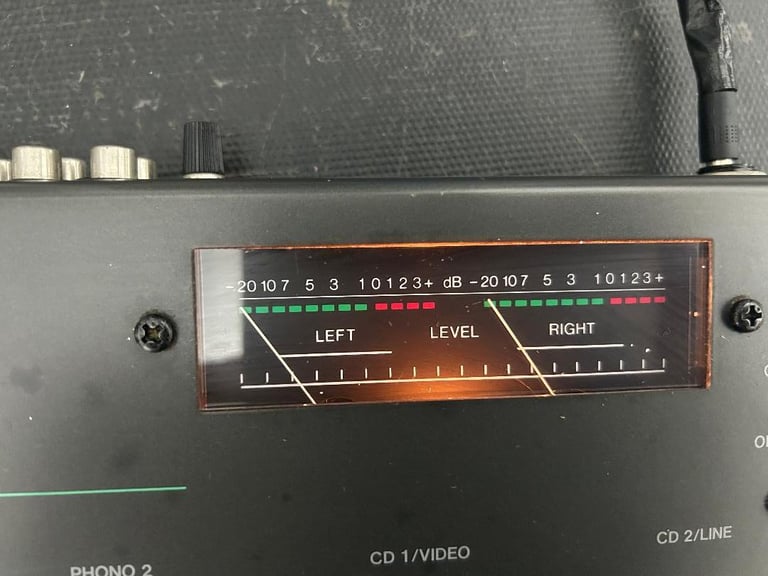 -20 10 7 5 3 1 0 1 2 3 + dB -20 10 7 5 3 1 0 1 2 3 +
LEFT LEVEL RIGHT
CD 2/LINE
CD 1/VIDEO
PHONO 2